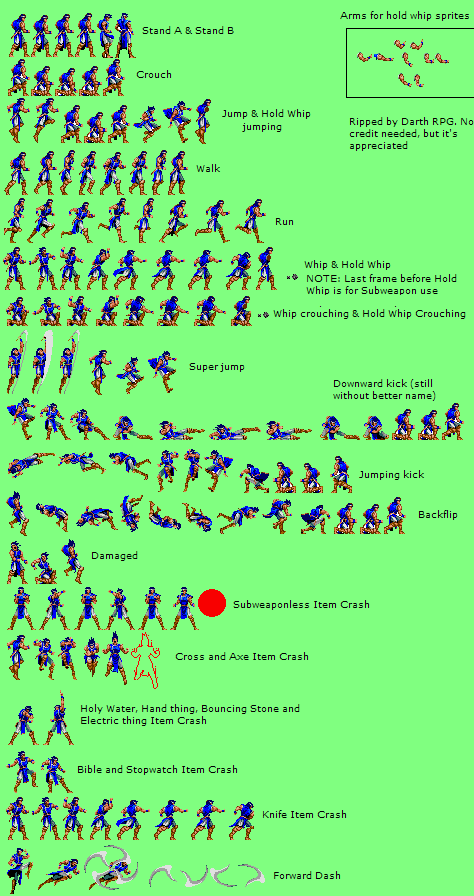 Arms for hold whip sprites
Stand A & Stand B
Crouch
Jump & Hold Whip
jumping
Ripped by Darth RPG. No
credit needed, but it's
appreciated
Walk
Run
Whip & Hold Whip
NOTE: Last frame before Hold
Whip is for Subweapon use
Whip crouching & Hold Whip Crouching
Super jump
Downward kick (still
without better name)
Jumping kick
Backflip
Damaged
Subweaponless Item Crash
Cross and Axe Item Crash
Holy Water, Hand thing, Bouncing Stone and
Electric thing Item Crash
Bible and Stopwatch Item Crash
Knife Item Crash
Forward Dash